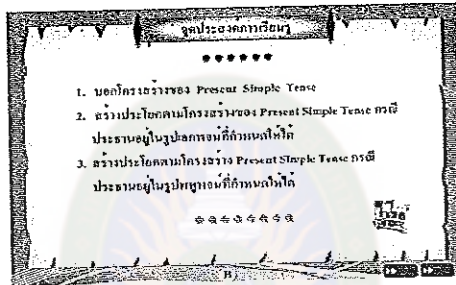 จุดประสงค์การเรียนรู้
1. บอกโครงสร้างของ Present Simple Tense
2. สร้างประโยคตามโครงสร้างของ Present Simple Tense กรณี
ประธานอยู่ในรูปเอกพจน์ที่กำหนดให้ได้
3. สร้างประโยคตามโครงสร้าง Present Simple Tense กรณี
ประธานอยู่ในรูปพหูพจน์ที่กำหนดให้ได้